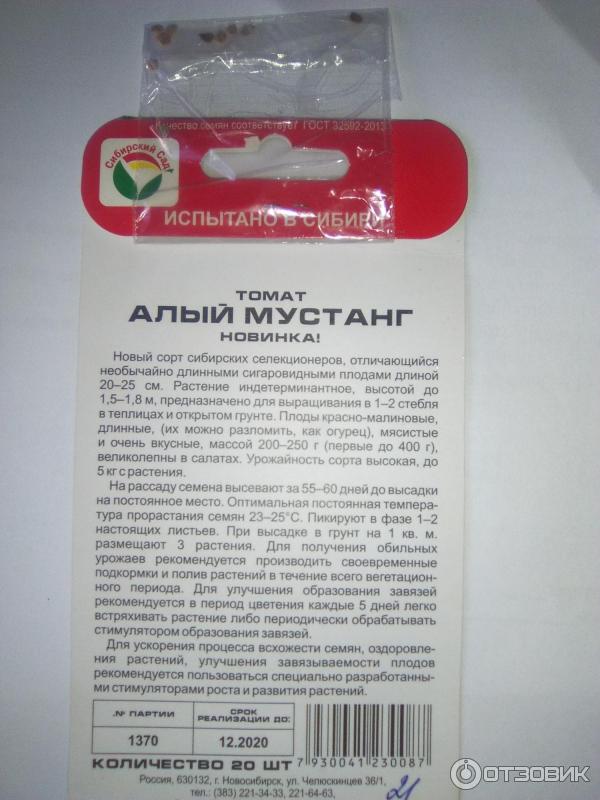 Качество семян соответствует ГОСТ 32592-2013
Сибирский Сад
ИСПЫТАНО В СИБИРИ
ТОМАТ
АЛЫЙ МУСТАНГ
НОВИНКА!
Новый сорт сибирских селекционеров, отличающийся
необычайно длинными сигаровидными плодами длиной
20–25 см. Растение индетерминантное, высотой до
1,5–1,8 м, предназначено для выращивания в 1–2 стебля
в теплицах и открытом грунте. Плоды красно-малиновые,
длинные, (их можно разломить, как огурец), мясистые
и очень вкусные, массой 200–250 г (первые до 400 г),
великолепны в салатах. Урожайность сорта высокая, до
5 кг с растения.
На рассаду семена высевают за 55–60 дней до высадки
на постоянное место. Оптимальная постоянная темпера-
тура прорастания семян 23–25°С. Пикируют в фазе 1–2
настоящих листьев. При высадке в грунт на 1 кв. м.
размещают 3 растения. Для получения обильных
урожаев рекомендуется производить своевременные
подкормки и полив растений в течение всего вегетацион-
ного периода. Для улучшения образования завязей
рекомендуется в период цветения каждые 5 дней легко
встряхивать растение либо периодически обрабатывать
стимулятором образования завязей.
Для ускорения процесса всхожести семян, оздоровле-
ния растений, улучшения завязываемости плодов
рекомендуется пользоваться специально разработанны-
ми стимуляторами роста и развития растений.
№ ПАРТИИ
СРОК
РЕАЛИЗАЦИИ ДО:
1370
12.2020
КОЛИЧЕСТВО 20 ШТ
7 930041 230087
Россия, 630132, г. Новосибирск, ул. Челюскинцев 36/1,
тел.: (383) 221-34-33, 221-64-63,
21
ОТЗОВИК